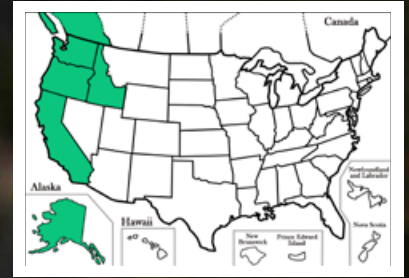 Canada
Newfoundland
and Labrador
Alaska
Hawaii
New
Brunswick
Prince Edward
Island
Nova Scotia